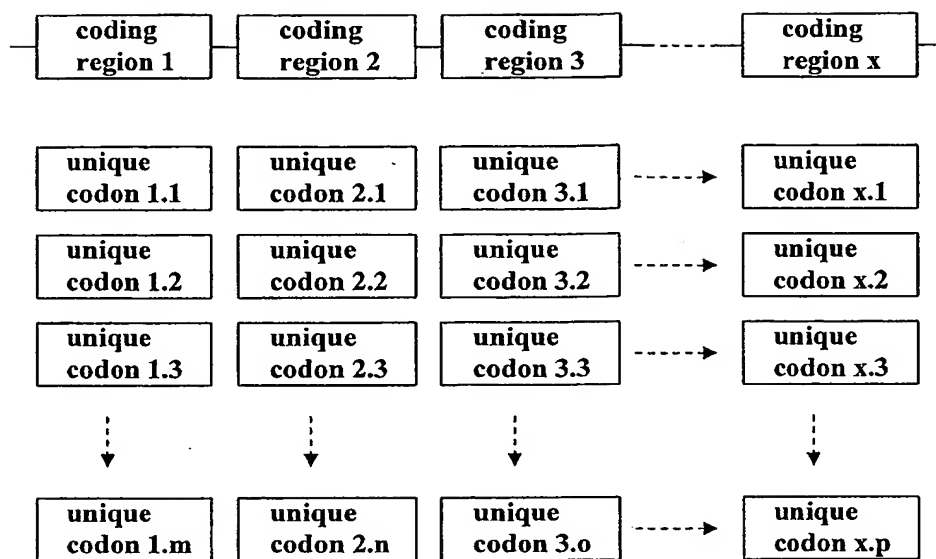 coding coding coding coding
region 1 region 2 region 3 region x
unique unique unique unique
codon 1.1 codon 2.1 codon 3.1 codon x.1
unique unique unique unique
codon 1.2 codon 2.2 codon 3.2 codon x.2
unique unique unique unique
codon 1.3 codon 2.3 codon 3.3 codon x.3
unique unique unique unique
codon 1.m codon 2.n codon 3.o codon x.p